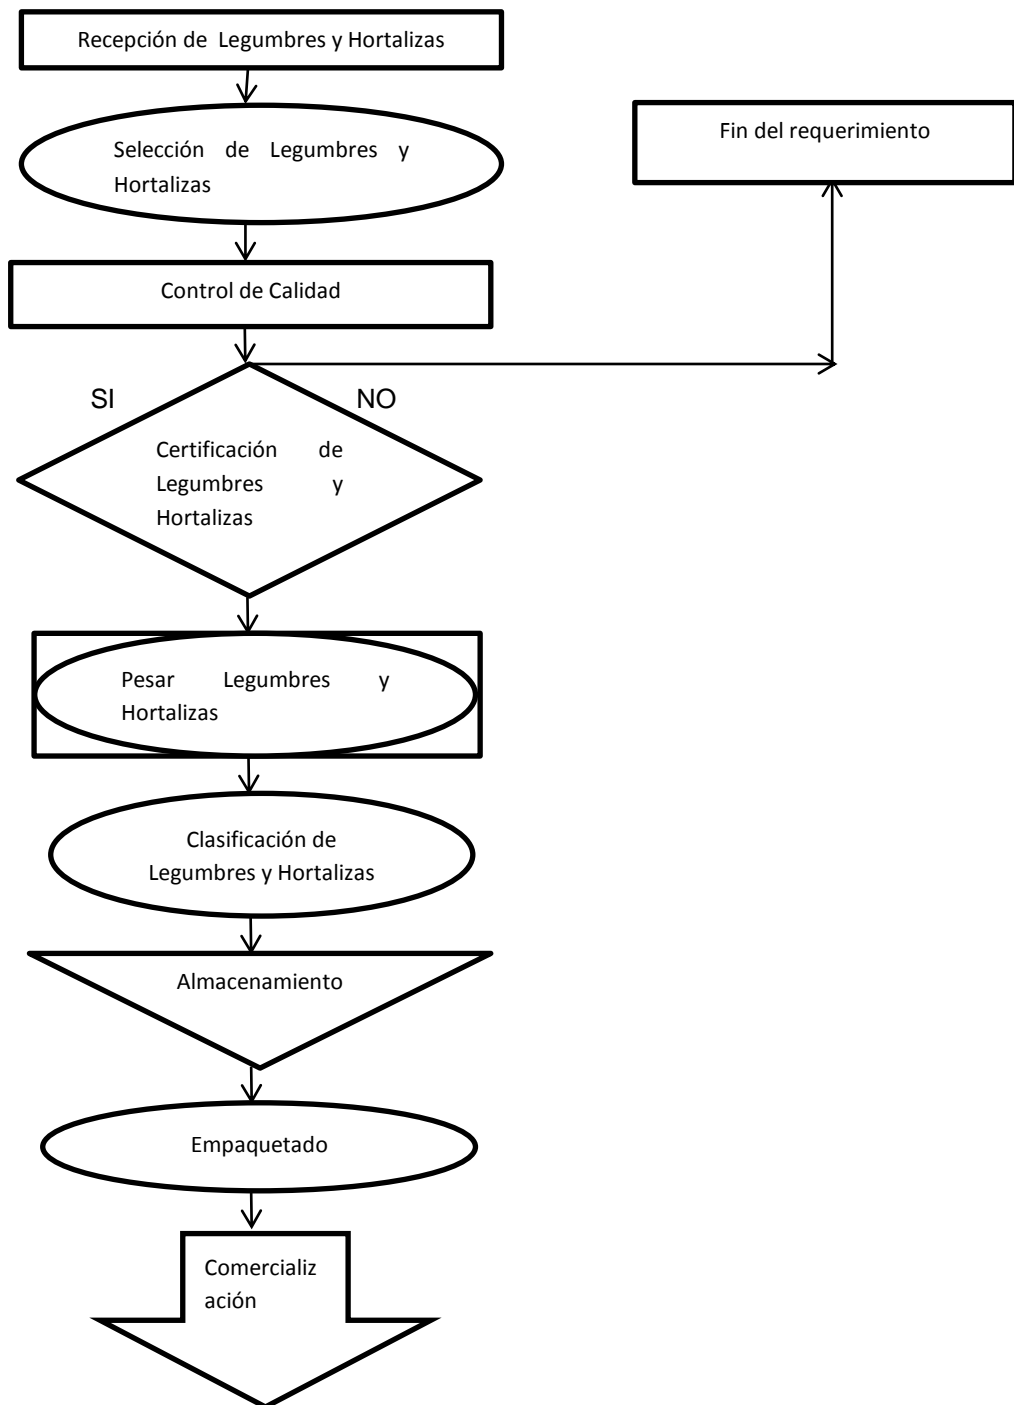 Recepción de Legumbres y Hortalizas
Selección de Legumbres y
Hortalizas
Fin del requerimiento
Control de Calidad
SI
NO
Certificación de
Legumbres y
Hortalizas
Pesar Legumbres y
Hortalizas
Clasificación de
Legumbres y Hortalizas
Almacenamiento
Empaquetado
Comercializ
ación